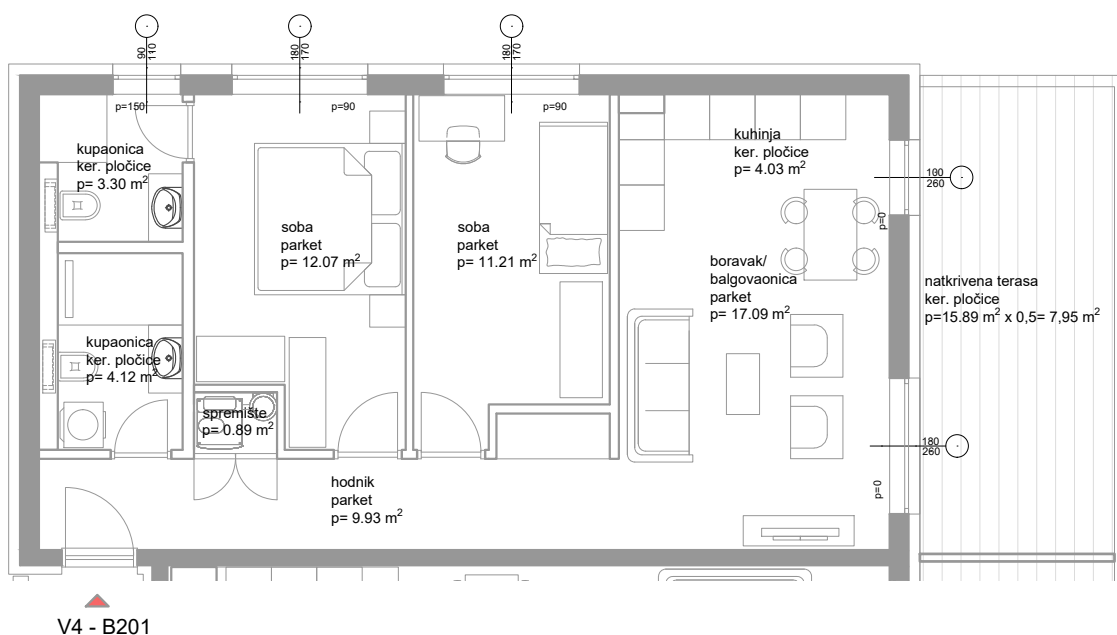 90
110
180
170
180
170
p=150
p=90
p=90
kupaonica
ker. pločice
p= 3.30 m²
kuhinja
ker. pločice
p= 4.03 m²
100
260
p=0
soba
parket
p= 12.07 m²
soba
parket
p= 11.21 m²
boravak/
balgovaonica
parket
p= 17.09 m²
natkrivena terasa
ker. pločice
p=15.89 m² x 0,5= 7,95 m²
kupaonica
ker. pločice
p= 4.12 m²
spremište
p= 0.89 m²
180
260
p=0
hodnik
parket
p= 9.93 m²
V4 - B201